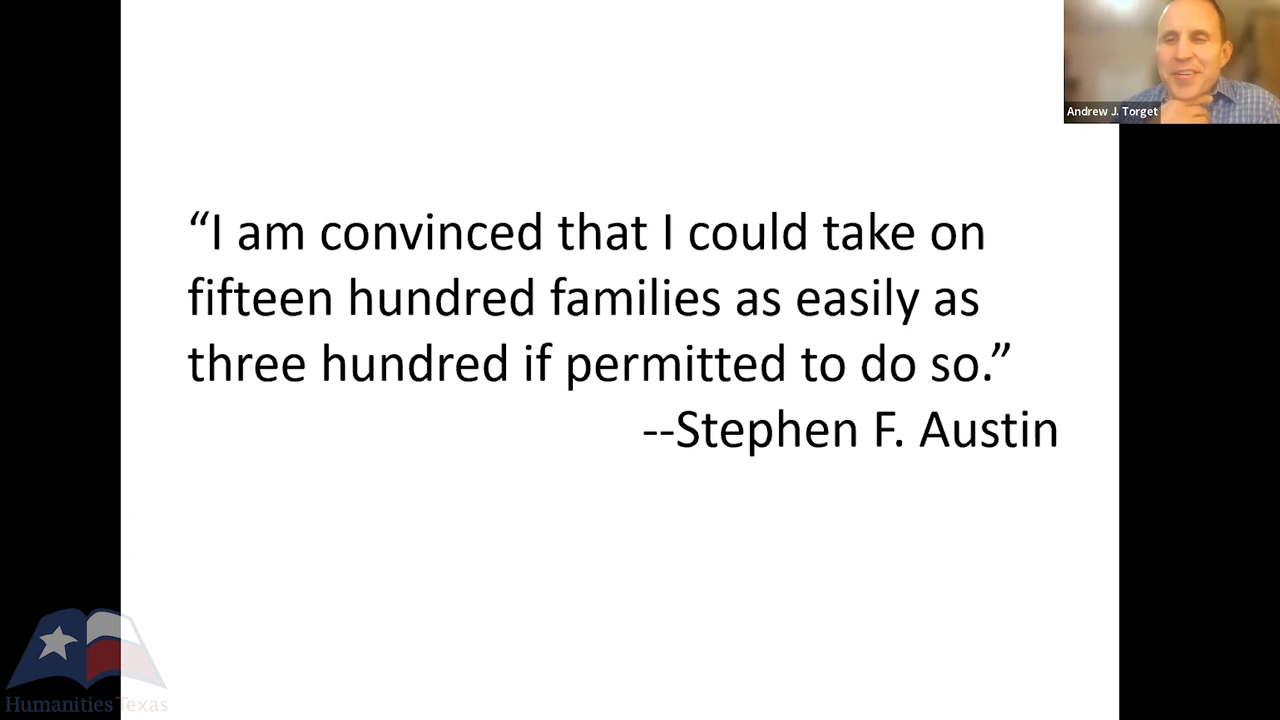 Andrew J. Torget
“I am convinced that I could take on
fifteen hundred families as easily as
three hundred if permitted to do so.”
--Stephen F. Austin
Humanities Texas